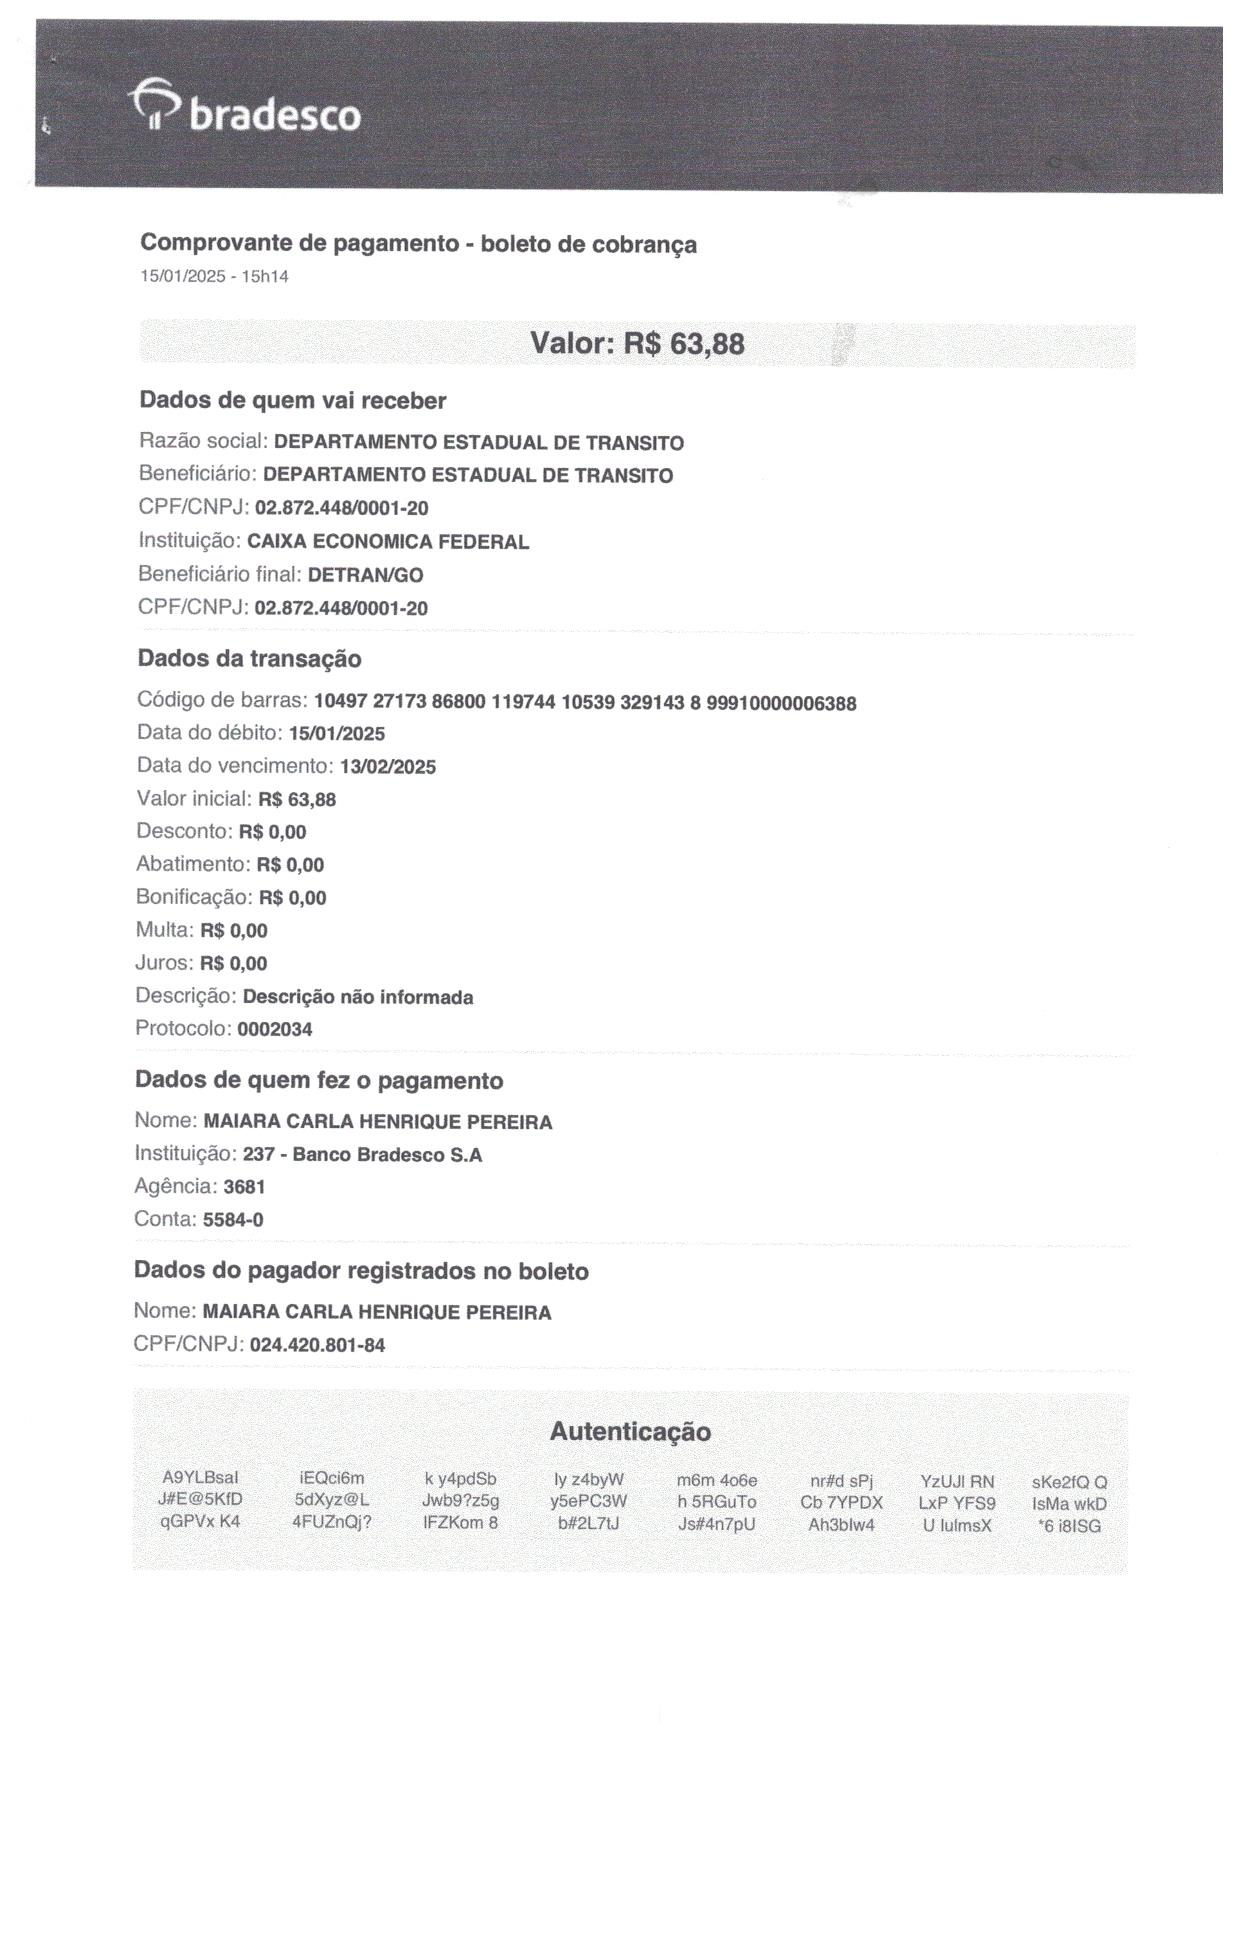 bradesco
Comprovante de pagamento - boleto de cobrança
15/01/2025 - 15h14
Valor: R$ 63,88
Dados de quem vai receber
Razão social: DEPARTAMENTO ESTADUAL DE TRANSITO
Beneficiário: DEPARTAMENTO ESTADUAL DE TRANSITO
CPF/CNPJ: 02.872.448/0001-20
Instituição: CAIXA ECONOMICA FEDERAL
Beneficiário final: DETRAN/GO
CPF/CNPJ: 02.872.448/0001-20
Dados da transação
Código de barras: 10497 27173 86800 119744 10539 329143 8 99910000006388
Data do débito: 15/01/2025
Data do vencimento: 13/02/2025
Valor inicial: R$ 63,88
Desconto: R$ 0,00
Abatimento: R$ 0,00
Bonificação: R$ 0,00
Multa: R$ 0,00
Juros: R$ 0,00
Descrição: Descrição não informada
Protocolo: 0002034
Dados de quem fez o pagamento
Nome: MAIARA CARLA HENRIQUE PEREIRA
Instituição: 237 - Banco Bradesco S.A
Agência: 3681
Conta: 5584-0
Dados do pagador registrados no boleto
Nome: MAIARA CARLA HENRIQUE PEREIRA
CPF/CNPJ: 024.420.801-84
Autenticação
A9YLBsaI iEQci6m k y4pdSb Iy z4byW m6m 4o6e nr#d sPj YzUJI RN sKe2fQ Q
J#E@5KfD 5dXyz@L Jwb9?z5g y5ePC3W h 5RGuTo Cb 7YPDX LxP YFS9 IsMa wkD
qGPVx K4 4FUZnQj? IFZKom 8 b#2L7tJ Js#4n7pU Ah3bIw4 U IuImsX *6 i8ISG